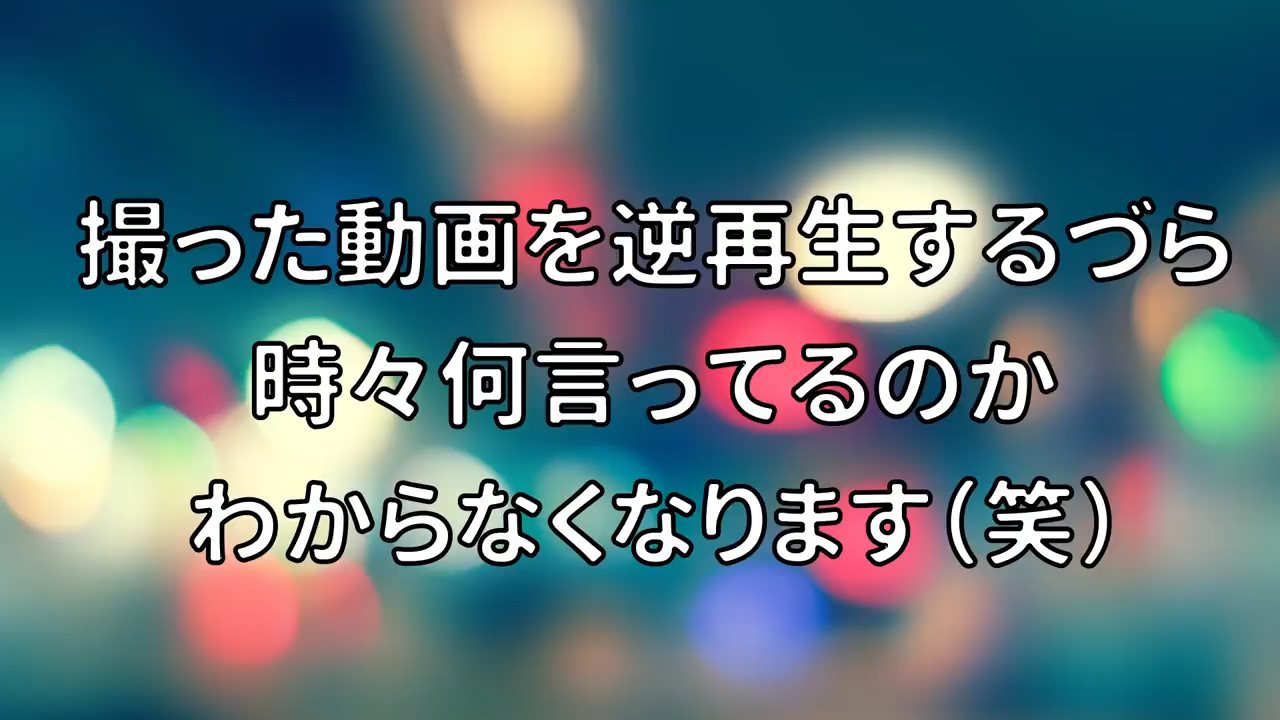 撮った動画を逆再生するづら
時々何言ってるのか
わからなくなります（笑）